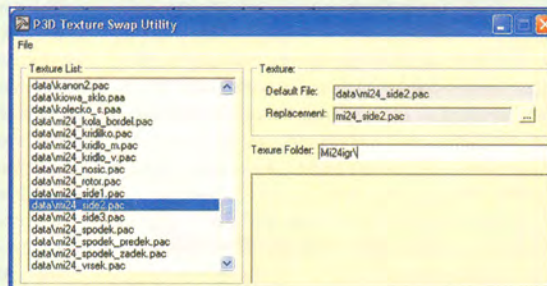 P3D Texture Swap Utility
File
Texture List:
data\kanon2.pac
data\kiowa_sklo.paa
data\kolecko_s.paa
data\mi24_kola_bordel.pac
data\mi24_kridilko.pac
data\mi24_kridlo_m.pac
data\mi24_kridlo_v.pac
data\mi24_nosic.pac
data\mi24_rotor.pac
data\mi24_side1.pac
data\mi24_side2.pac
data\mi24_side3.pac
data\mi24_spodek.pac
data\mi24_spodek_predek.pac
data\mi24_spodek_zadek.pac
data\mi24_vrsek.pac
Texture:
Default File: data\mi24_side2.pac
Replacement: mi24_side2.pac ...
Texure Folder: Mi24igr\